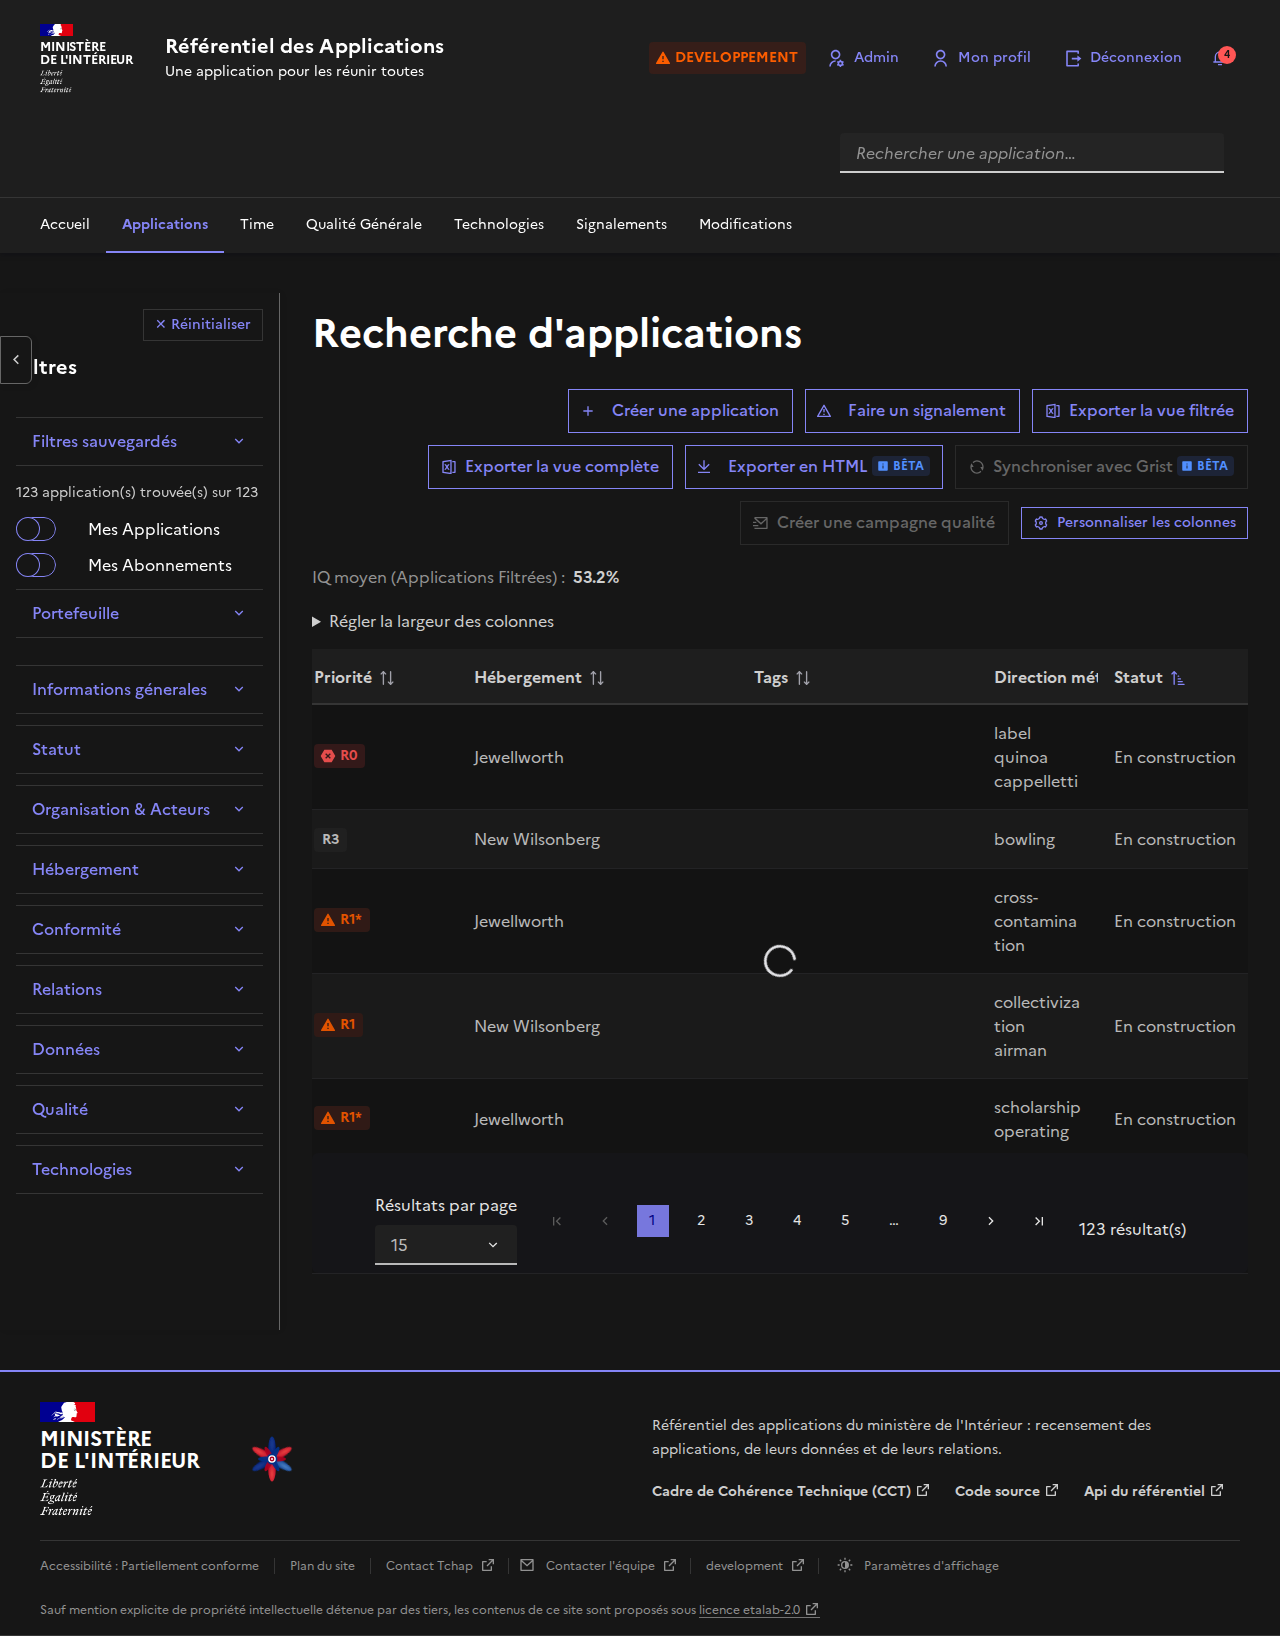 MINISTÈRE
DE L'INTÉRIEUR
Liberté
Égalité
Fraternité
Référentiel des Applications
Une application pour les réunir toutes
DEVELOPPEMENT
Admin
Mon profil
Déconnexion
4
Rechercher une application...
Accueil
Applications
Time
Qualité Générale
Technologies
Signalements
Modifications
Réinitialiser
ltres
Filtres sauvegardés
123 application(s) trouvée(s) sur 123
Mes Applications
Mes Abonnements
Portefeuille
Informations génerales
Statut
Organisation & Acteurs
Hébergement
Conformité
Relations
Données
Qualité
Technologies
Recherche d'applications
Créer une application
Faire un signalement
Exporter la vue filtrée
Exporter la vue complète
Exporter en HTML BÊTA
Synchroniser avec Grist BÊTA
Créer une campagne qualité
Personnaliser les colonnes
IQ moyen (Applications Filtrées) : 53.2%
Régler la largeur des colonnes
Priorité Hébergement Tags Direction mét Statut
R0 Jewellworth label quinoa cappelletti En construction
R3 New Wilsonberg bowling En construction
R1* Jewellworth cross-contamination En construction
R1 New Wilsonberg collectivization airman En construction
R1* Jewellworth scholarship operating En construction
Résultats par page
15
1 2 3 4 5 ... 9
123 résultat(s)
MINISTÈRE
DE L'INTÉRIEUR
Liberté
Égalité
Fraternité
Référentiel des applications du ministère de l'Intérieur : recensement des
applications, de leurs données et de leurs relations.
Cadre de Cohérence Technique (CCT)
Code source
Api du référentiel
Accessibilité : Partiellement conforme
Plan du site
Contact Tchap
Contacter l'équipe
development
Paramètres d'affichage
Sauf mention explicite de propriété intellectuelle détenue par des tiers, les contenus de ce site sont proposés sous licence etalab-2.0